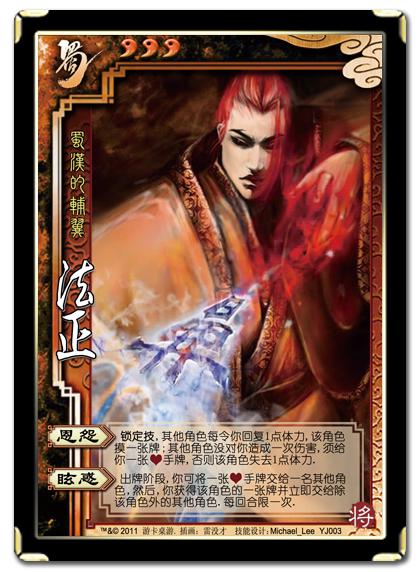 蜀
蜀漢的輔翼
法正
恩怨
锁定技,其他角色每令你回复1点体力,该角色
摸一张牌;其他角色没对你造成一次伤害,须给
你一张♥手牌,否则该角色失去1点体力.
眩惑
出牌阶段,你可将一张♥手牌交给一名其他角
色,然后,你获得该角色的一张牌并立即交给除
该角色外的其他角色.每回合限一次.
将
™&© 2011 游卡桌游. 插画: 雷没才 技能设计:Michael_Lee YJ003